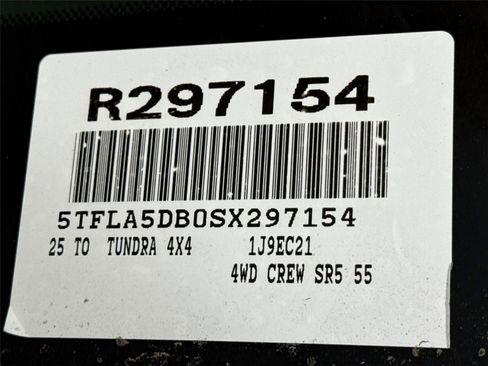 R297154
5TFLA5DB0SX297154
25 TO TUNDRA 4X4 1J9EC21
4WD CREW SR5 55